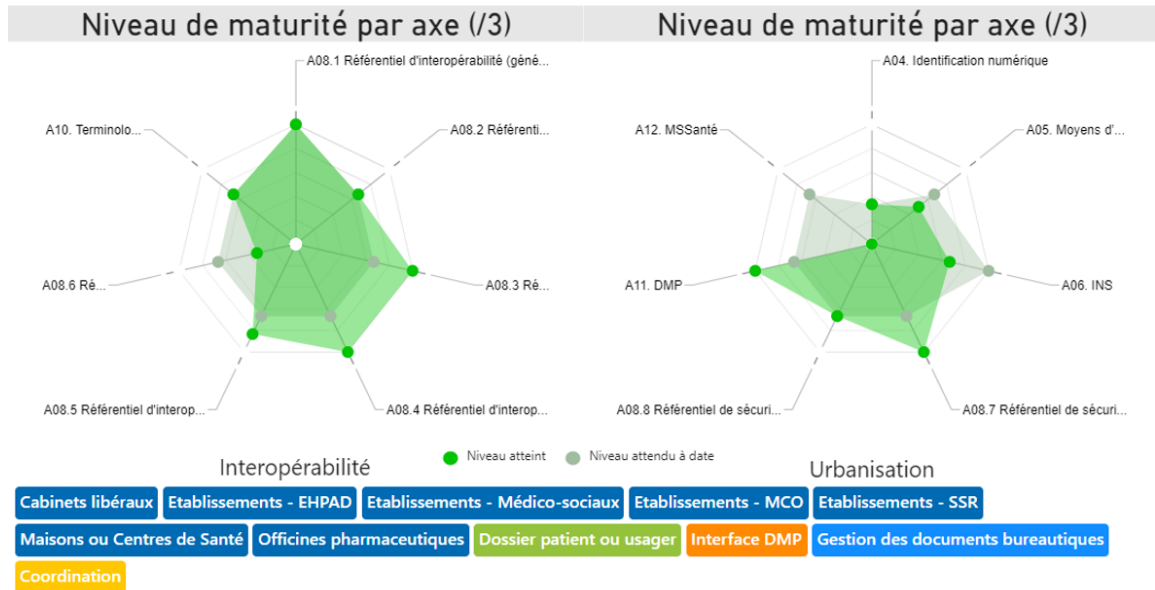 Niveau de maturité par axe (/3)
Niveau de maturité par axe (/3)
A08.1 Référentiel d'interopérabilité (géné...
A10. Terminolo...
A08.2 Référenti...
A08.6 Ré...
A08.3 Ré...
A08.5 Référentiel d'interop...
A08.4 Référentiel d'interop...
A04. Identification numérique
A12. MSSanté
A05. Moyens d'...
A11. DMP
A06. INS
A08.8 Référentiel de sécuri...
A08.7 Référentiel de sécuri...
Interopérabilité
Niveau atteint
Niveau attendu à date
Urbanisation
Cabinets libéraux Etablissements - EHPAD Etablissements - Médico-sociaux Etablissements - MCO Etablissements - SSR
Maisons ou Centres de Santé Officines pharmaceutiques Dossier patient ou usager Interface DMP Gestion des documents bureautiques
Coordination